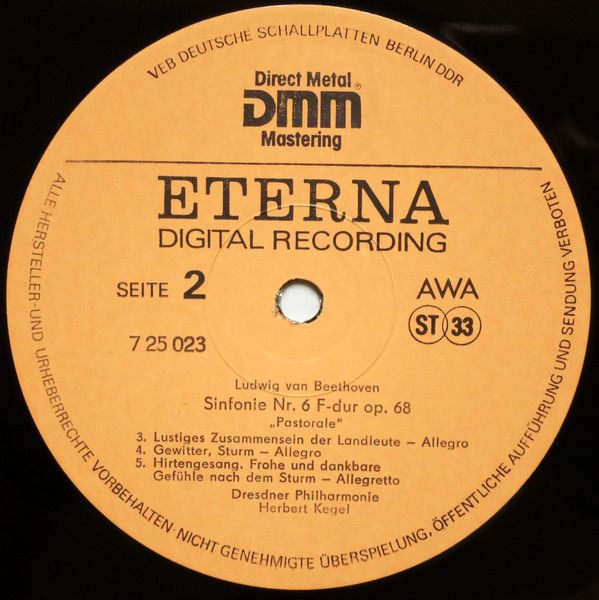 VEB DEUTSCHE SCHALLPLATTEN BERLIN DDR
Direct Metal
DMM®
Mastering
ETERNA
DIGITAL RECORDING
SEITE 2
AWA
ST 33
7 25 023
Ludwig van Beethoven
Sinfonie Nr. 6 F-dur op. 68
„Pastorale“
3. Lustiges Zusammensein der Landleute – Allegro
4. Gewitter, Sturm – Allegro
5. Hirtengesang. Frohe und dankbare
Gefühle nach dem Sturm – Allegretto
Dresdner Philharmonie
Herbert Kegel
ALLE HERSTELLER- UND URHEBERRECHTE VORBEHALTEN · NICHT GENEHMIGTE ÜBERSPIELUNG, ÖFFENTLICHE AUFFÜHRUNG UND SENDUNG VERBOTEN